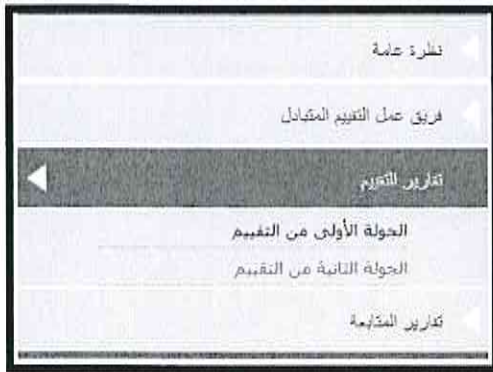 نظرة عامة
فريق عمل التقييم المتبادل
تقارير التقييم
الجولة الأولى من التقييم
الجولة الثانية من التقييم
تقارير المتابعة